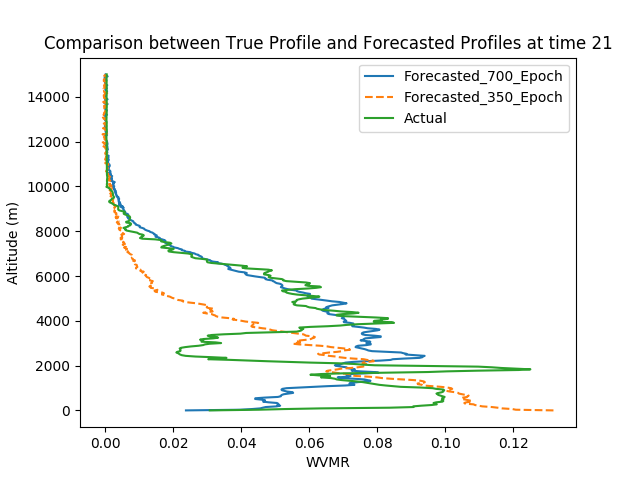 Comparison between True Profile and Forecasted Profiles at time 21
Forecasted_700_Epoch
Forecasted_350_Epoch
Actual
14000
12000
10000
8000
6000
4000
2000
0
Altitude (m)
0.00 0.02 0.04 0.06 0.08 0.10 0.12
WVMR